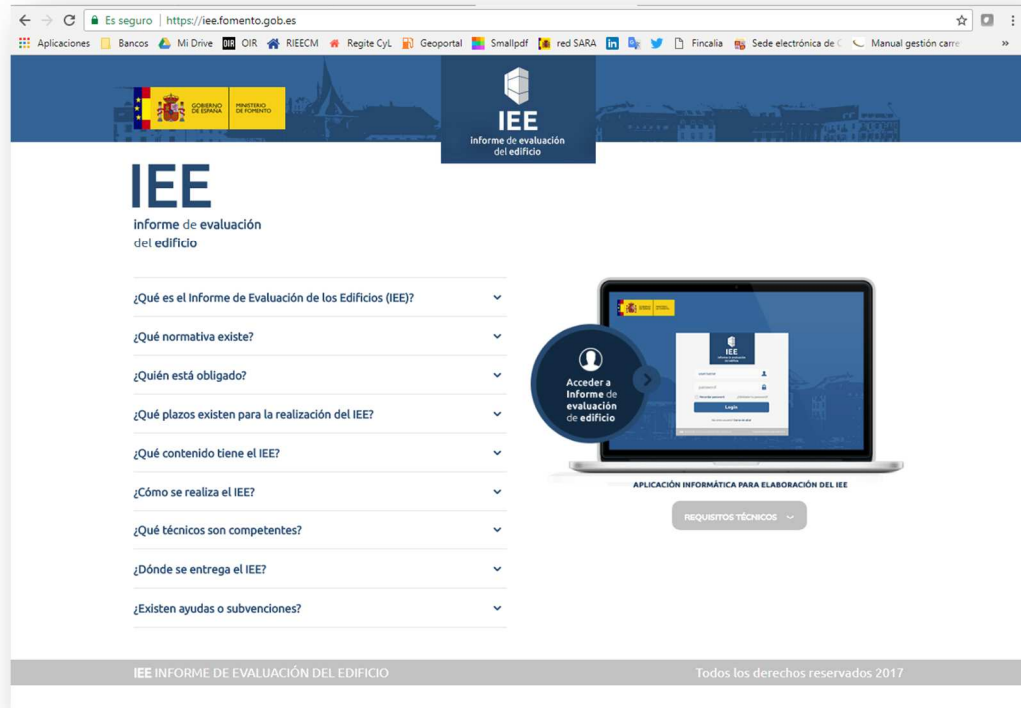 Es seguro | https://iee.fomento.gob.es
Aplicaciones Bancos Mi Drive OIR RIEECM Regite CyL Geoportal Smallpdf red SARA Fincalia Sede electrónica de C Manual gestión carre »
GOBIERNO DE ESPAÑA
MINISTERIO DE FOMENTO
IEE
informe de evaluación
del edificio
IEE
informe de evaluación
del edificio
¿Qué es el Informe de Evaluación de los Edificios (IEE)?
¿Qué normativa existe?
¿Quién está obligado?
¿Qué plazos existen para la realización del IEE?
¿Qué contenido tiene el IEE?
¿Cómo se realiza el IEE?
¿Qué técnicos son competentes?
¿Dónde se entrega el IEE?
¿Existen ayudas o subvenciones?
Acceder a
Informe de
evaluación
de edificio
IEE
username
password
Login
APLICACIÓN INFORMÁTICA PARA ELABORACIÓN DEL IEE
REQUISITOS TÉCNICOS
IEE INFORME DE EVALUACIÓN DEL EDIFICIO
Todos los derechos reservados 2017